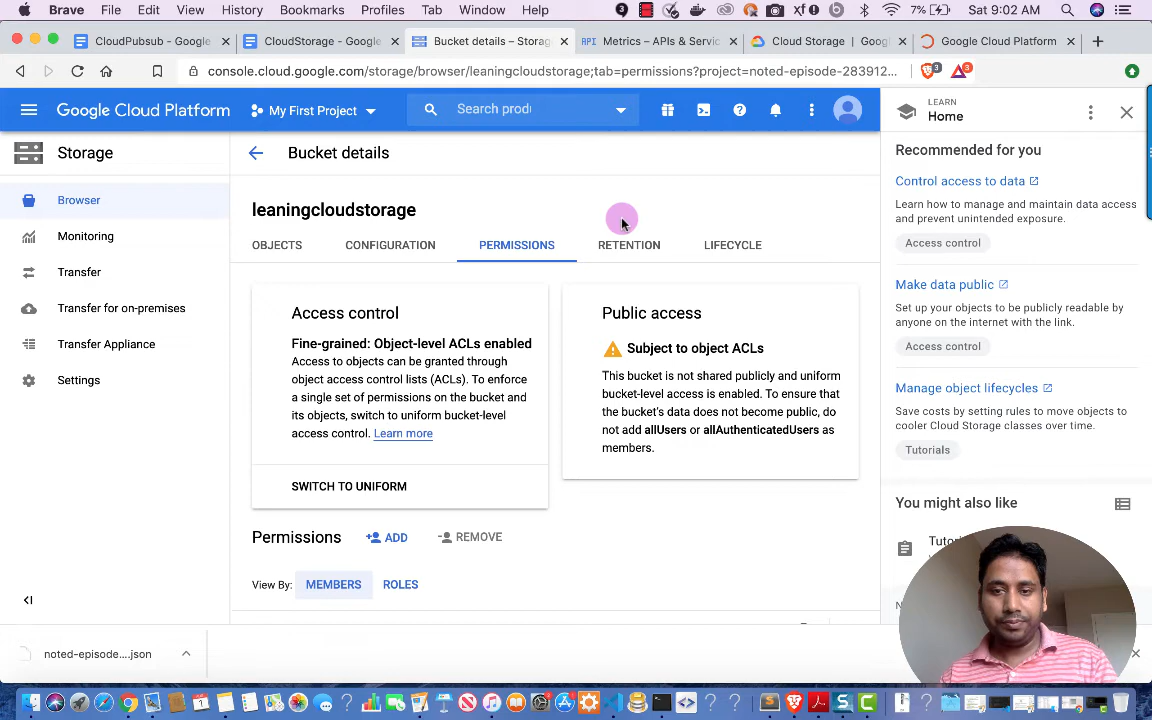 Brave File Edit View History Bookmarks Profiles Tab Window Help 7% Sat 9:02 AM
CloudPubsub - Google
CloudStorage - Google
Bucket details – Storag
API Metrics – APIs & Servic
Cloud Storage | Goog
Google Cloud Platform
console.cloud.google.com/storage/browser/leaningcloudstorage;tab=permissions?project=noted-episode-283912...
3
3
Google Cloud Platform
My First Project
Search prod
LEARN
Home
Storage
Bucket details
Recommended for you
Browser
Monitoring
Transfer
Transfer for on-premises
Transfer Appliance
Settings
leaningcloudstorage
OBJECTS CONFIGURATION PERMISSIONS RETENTION LIFECYCLE
Access control
Fine-grained: Object-level ACLs enabled
Access to objects can be granted through
object access control lists (ACLs). To enforce
a single set of permissions on the bucket and
its objects, switch to uniform bucket-level
access control. Learn more
SWITCH TO UNIFORM
Public access
Subject to object ACLs
This bucket is not shared publicly and uniform
bucket-level access is enabled. To ensure that
the bucket's data does not become public, do
not add allUsers or allAuthenticatedUsers as
members.
Permissions ADD REMOVE
View By: MEMBERS ROLES
Control access to data
Learn how to manage and maintain data access
and prevent unintended exposure.
Access control
Make data public
Set up your objects to be publicly readable by
anyone on the internet with the link.
Access control
Manage object lifecycles
Save costs by setting rules to move objects to
cooler Cloud Storage classes over time.
Tutorials
You might also like
noted-episode....json